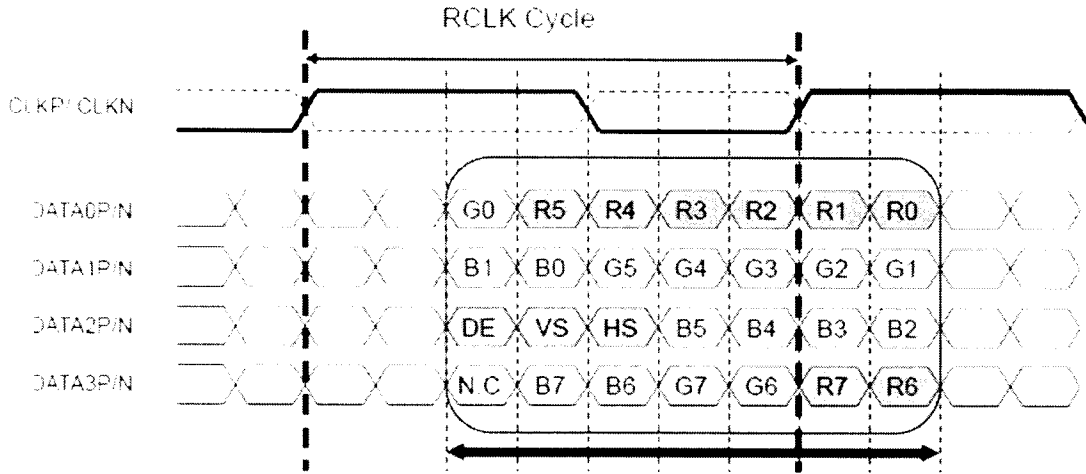 RCLK Cycle
CLKP/ CLKN
DATA0P/N G0 R5 R4 R3 R2 R1 R0
DATA1P/N B1 B0 G5 G4 G3 G2 G1
DATA2P/N DE VS HS B5 B4 B3 B2
DATA3P/N N.C B7 B6 G7 G6 R7 R6